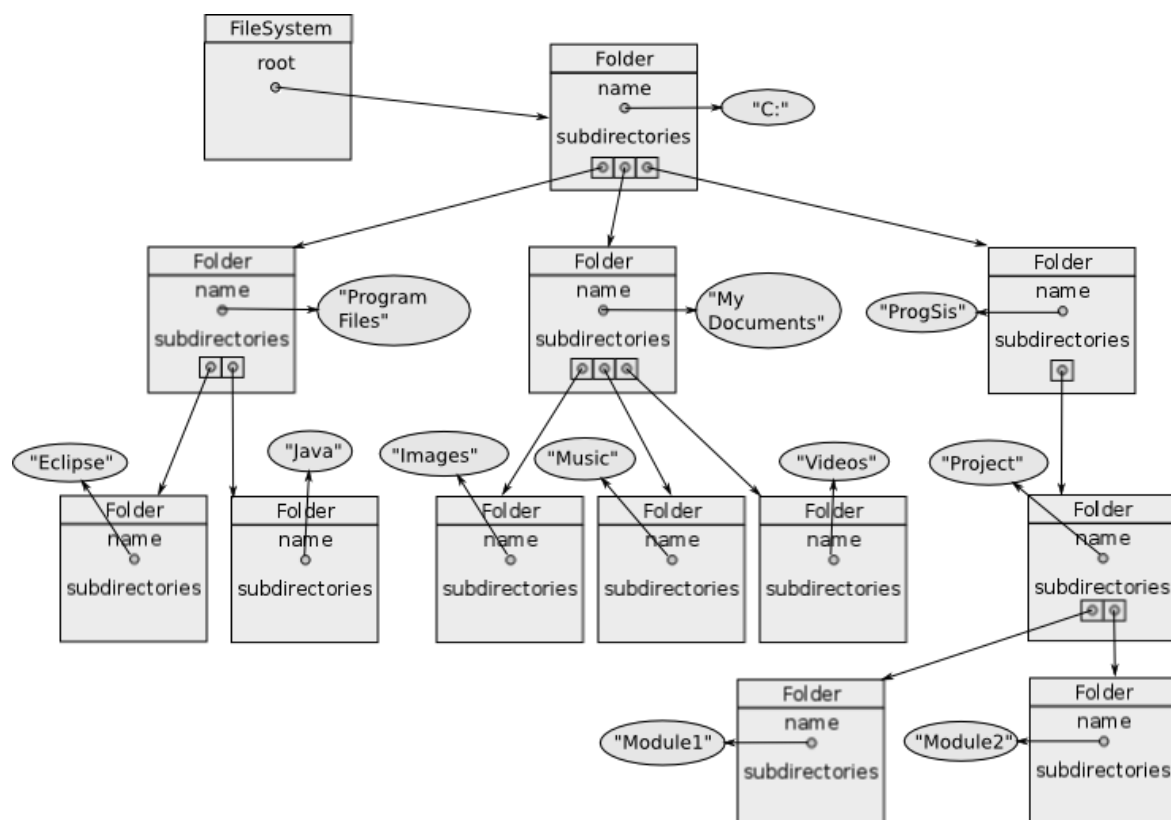 FileSystem
root
Folder
name
"C:"
subdirectories
Folder
name
"Program
Files"
subdirectories
Folder
name
"My
Documents"
subdirectories
Folder
name
"ProgSis"
subdirectories
"Eclipse"
Folder
name
subdirectories
"Java"
Folder
name
subdirectories
"Images"
Folder
name
subdirectories
"Music"
Folder
name
subdirectories
"Videos"
Folder
name
subdirectories
"Project"
Folder
name
subdirectories
Folder
name
"Module1"
subdirectories
Folder
name
"Module2"
subdirectories